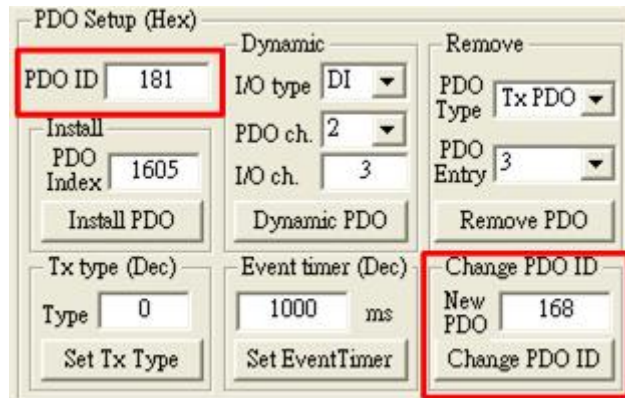 PDO Setup (Hex)
PDO ID 181
Install
PDO Index 1605
Install PDO
Dynamic
I/O type DI
PDO ch. 2
I/O ch. 3
Dynamic PDO
Remove
PDO Type Tx PDO
PDO Entry 3
Remove PDO
Tx type (Dec)
Type 0
Set Tx Type
Event timer (Dec)
1000 ms
Set EventTimer
Change PDO ID
New PDO 168
Change PDO ID